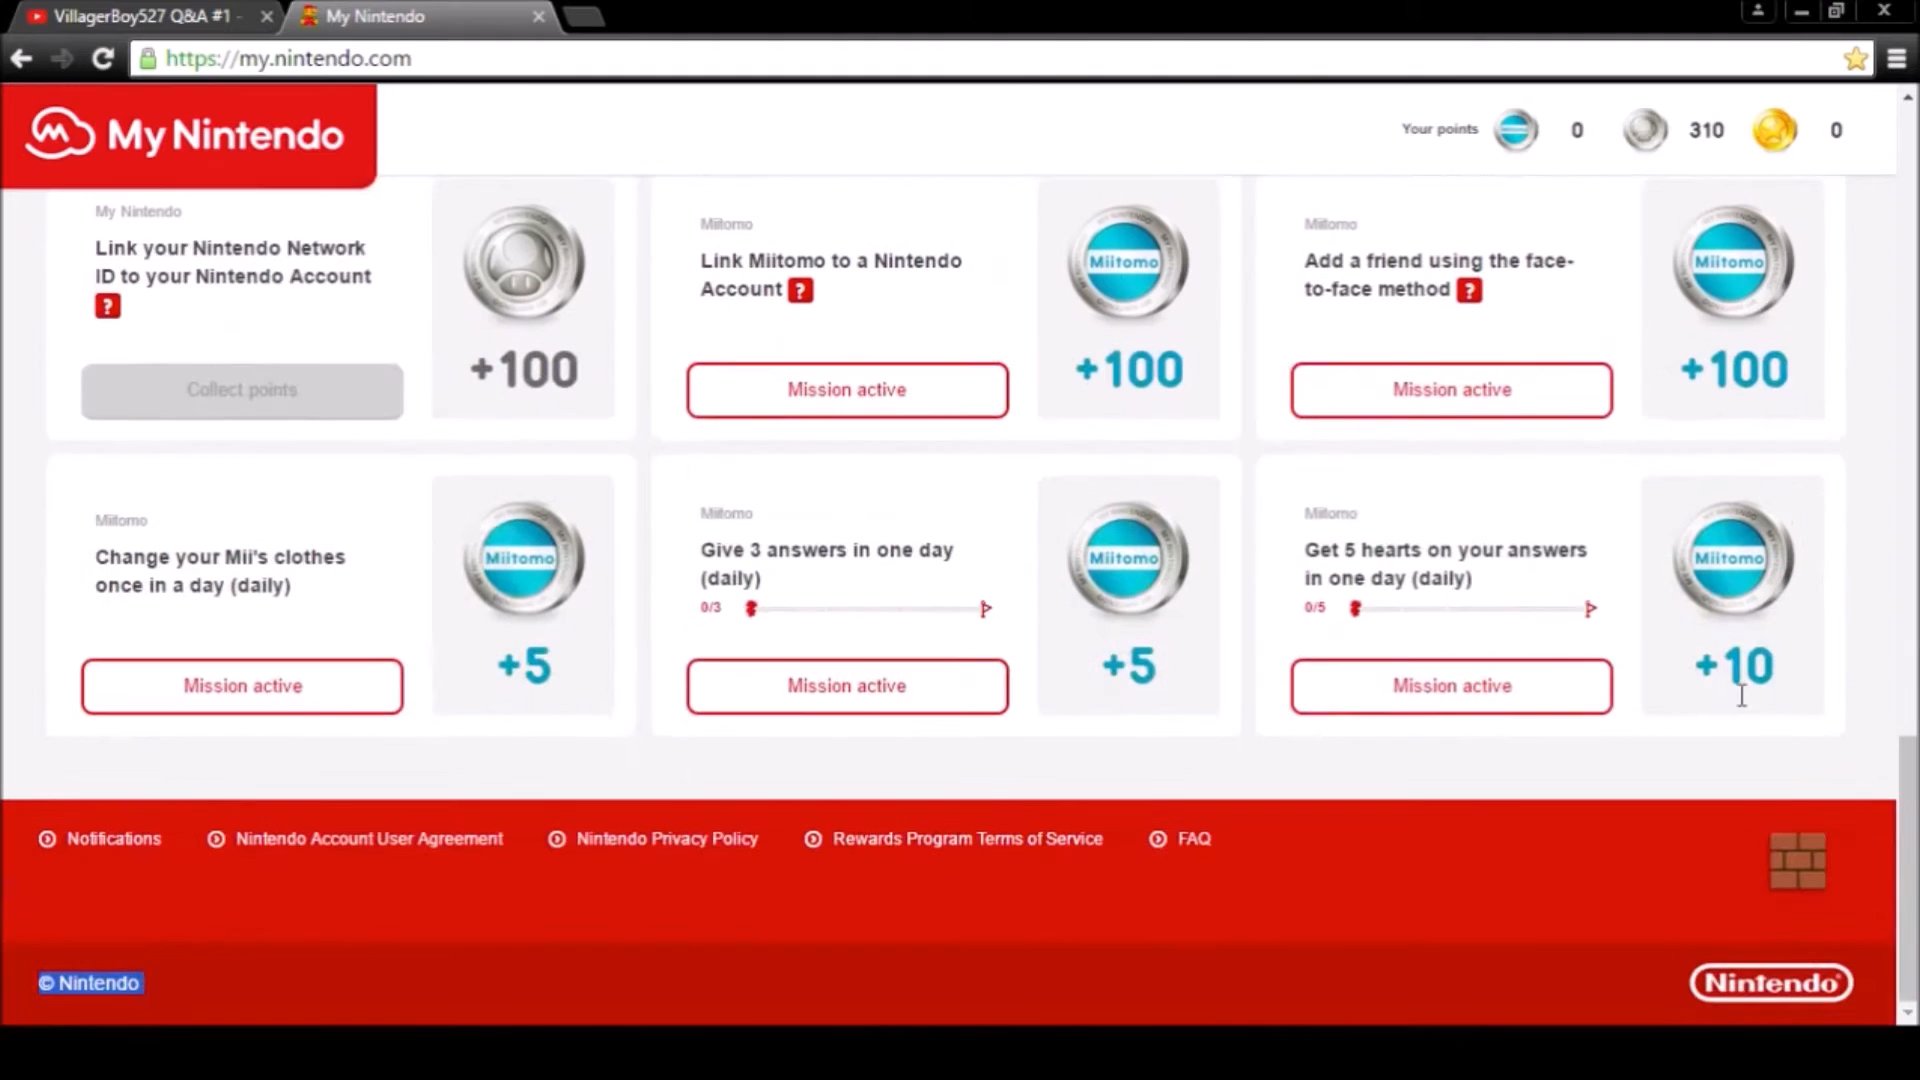 VillagerBoy527 Q&A #1 -
My Nintendo
https://my.nintendo.com
My Nintendo
Your points
0
310
0
My Nintendo
Link your Nintendo Network
ID to your Nintendo Account
?
Collect points
+100
Miitomo
Link Miitomo to a Nintendo
Account ?
Mission active
Miitomo
+100
Miitomo
Add a friend using the face-
to-face method ?
Mission active
Miitomo
+100
Miitomo
Change your Mii's clothes
once in a day (daily)
Mission active
Miitomo
+5
Miitomo
Give 3 answers in one day
(daily)
0/3
Mission active
Miitomo
+5
Miitomo
Get 5 hearts on your answers
in one day (daily)
0/5
Mission active
Miitomo
+10
Notifications
Nintendo Account User Agreement
Nintendo Privacy Policy
Rewards Program Terms of Service
FAQ
© Nintendo
Nintendo